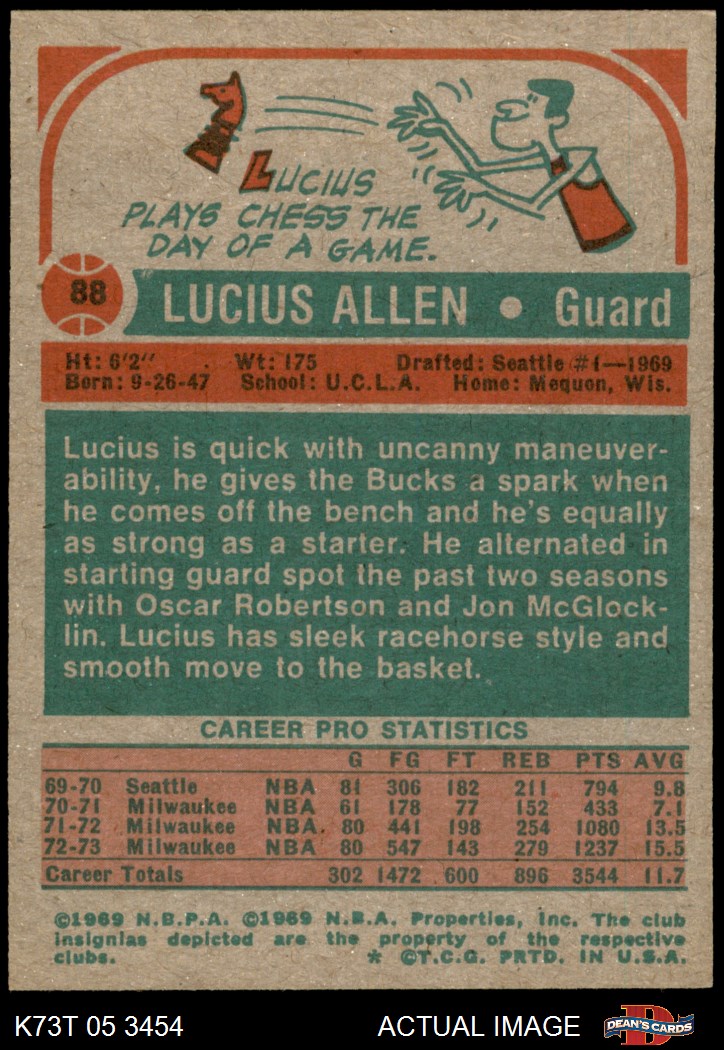 LUCIUS
PLAYS CHESS THE
DAY OF A GAME.
88 LUCIUS ALLEN • Guard
Ht: 6'2" Wt: 175 Drafted: Seattle #1—1969
Born: 9-26-47 School: U.C.L.A. Home: Mequon, Wis.
Lucius is quick with uncanny maneuver-
ability, he gives the Bucks a spark when
he comes off the bench and he's equally
as strong as a starter. He alternated in
starting guard spot the past two seasons
with Oscar Robertson and Jon McGlock-
lin. Lucius has sleek racehorse style and
smooth move to the basket.
CAREER PRO STATISTICS
G FG FT REB PTS AVG
69-70 Seattle NBA 81 306 182 211 794 9.8
70-71 Milwaukee NBA 61 178 77 152 433 7.1
71-72 Milwaukee NBA. 80 441 198 254 1080 13.5
72-73 Milwaukee NBA 80 547 143 279 1237 15.5
Career Totals 302 1472 600 896 3544 11.7
©1969 N.B.P.A. ©1969 N.B.A. Properties, Inc. The club
insignias depicted are the property of the respective
clubs. * ©T.C.G. PRTD. IN U.S.A.
K73T 05 3454 ACTUAL IMAGE D DEAN'S CARDS